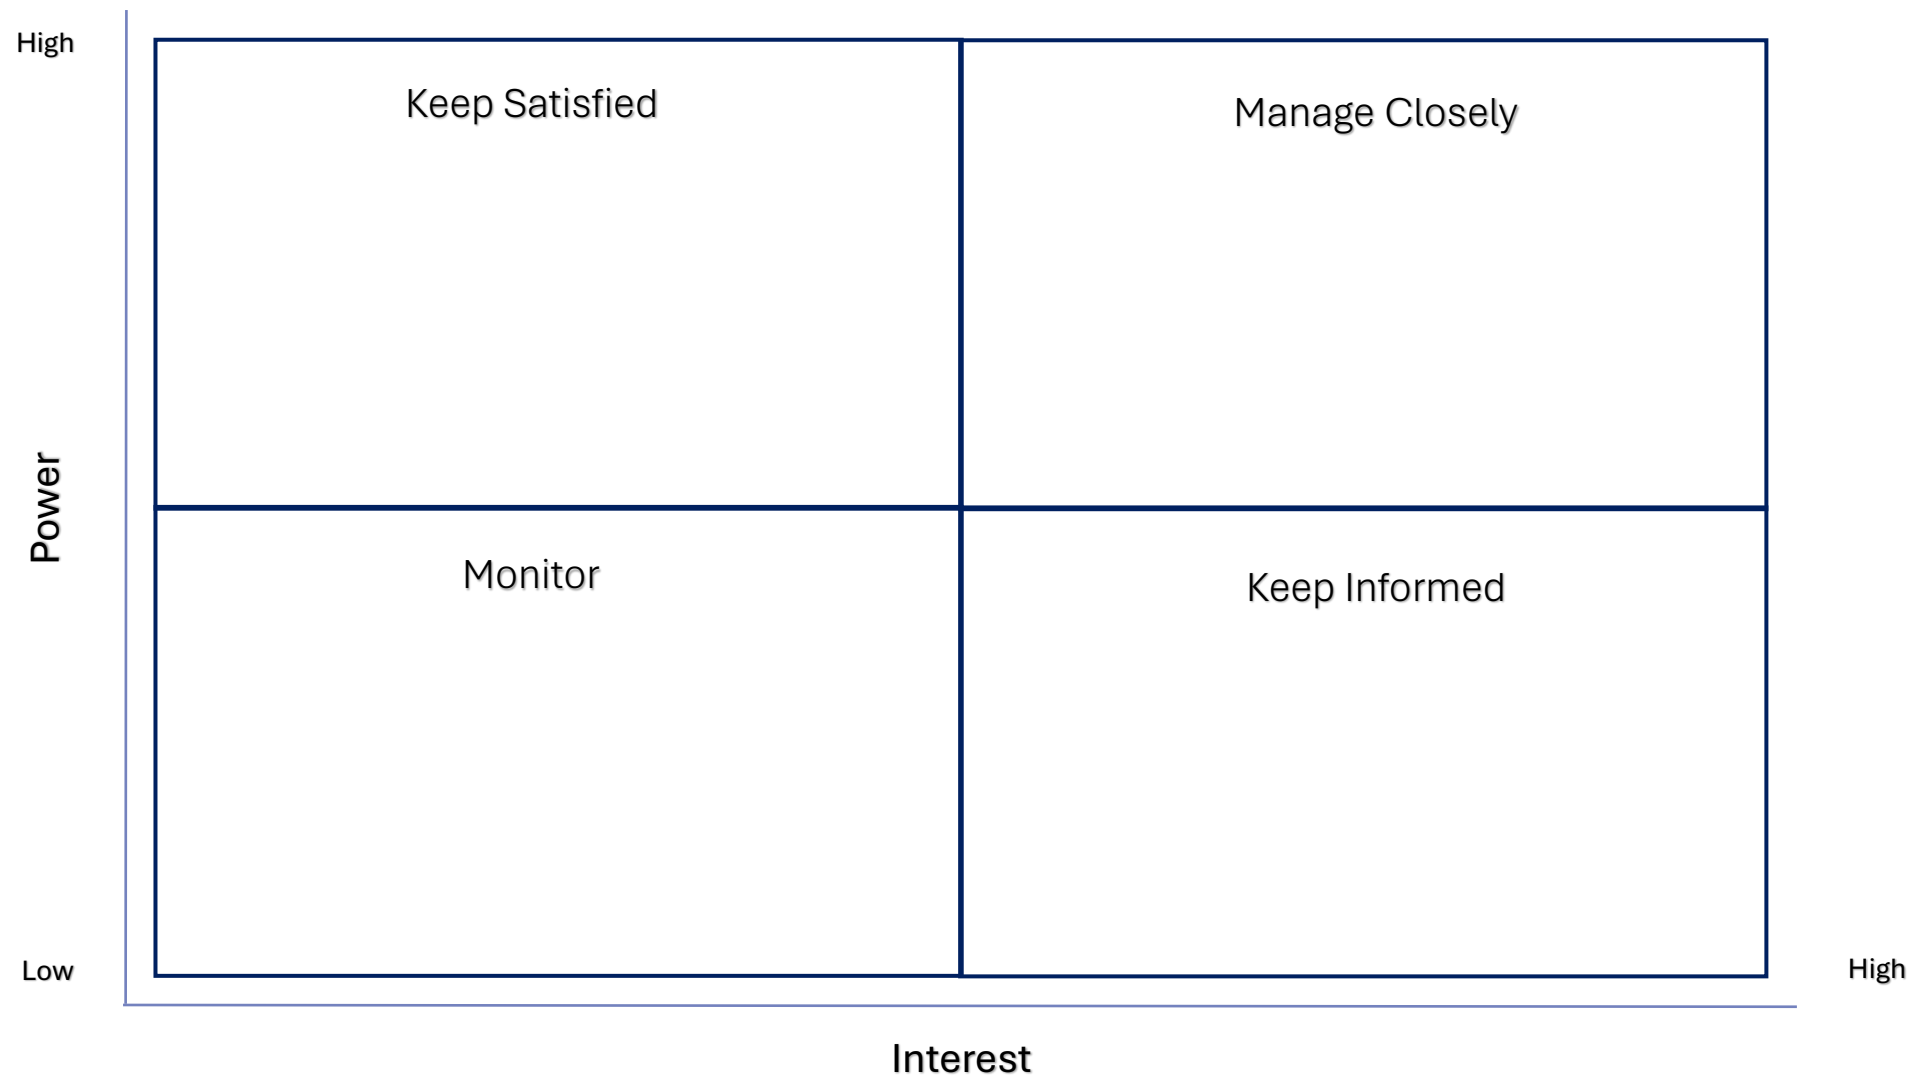 High
Keep Satisfied
Manage Closely
Power
Monitor
Keep Informed
Low
High
Interest